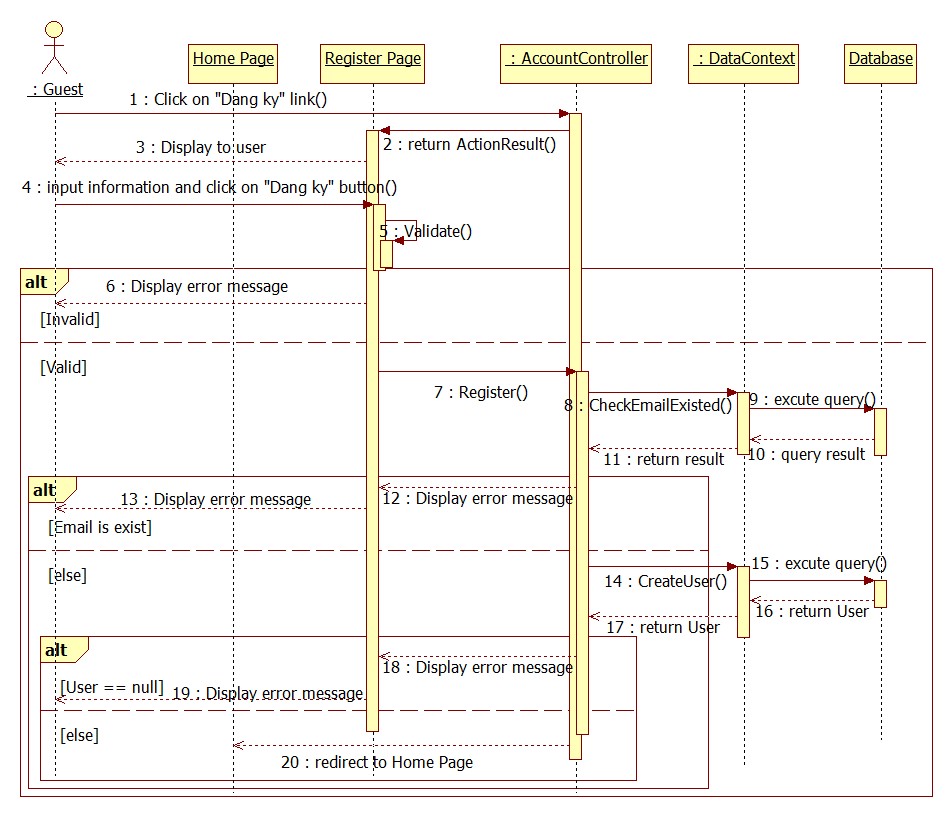 : Guest
Home Page
Register Page
: AccountController
: DataContext
Database
1 : Click on "Dang ky" link()
2 : return ActionResult()
3 : Display to user
4 : input information and click on "Dang ky" button()
5 : Validate()
alt
6 : Display error message
[Invalid]
[Valid]
7 : Register()
8 : CheckEmailExisted()
9 : excute query()
10 : query result
11 : return result
alt
12 : Display error message
13 : Display error message
[Email is exist]
[else]
14 : CreateUser()
15 : excute query()
16 : return User
17 : return User
alt
18 : Display error message
[User == null]
19 : Display error message
[else]
20 : redirect to Home Page